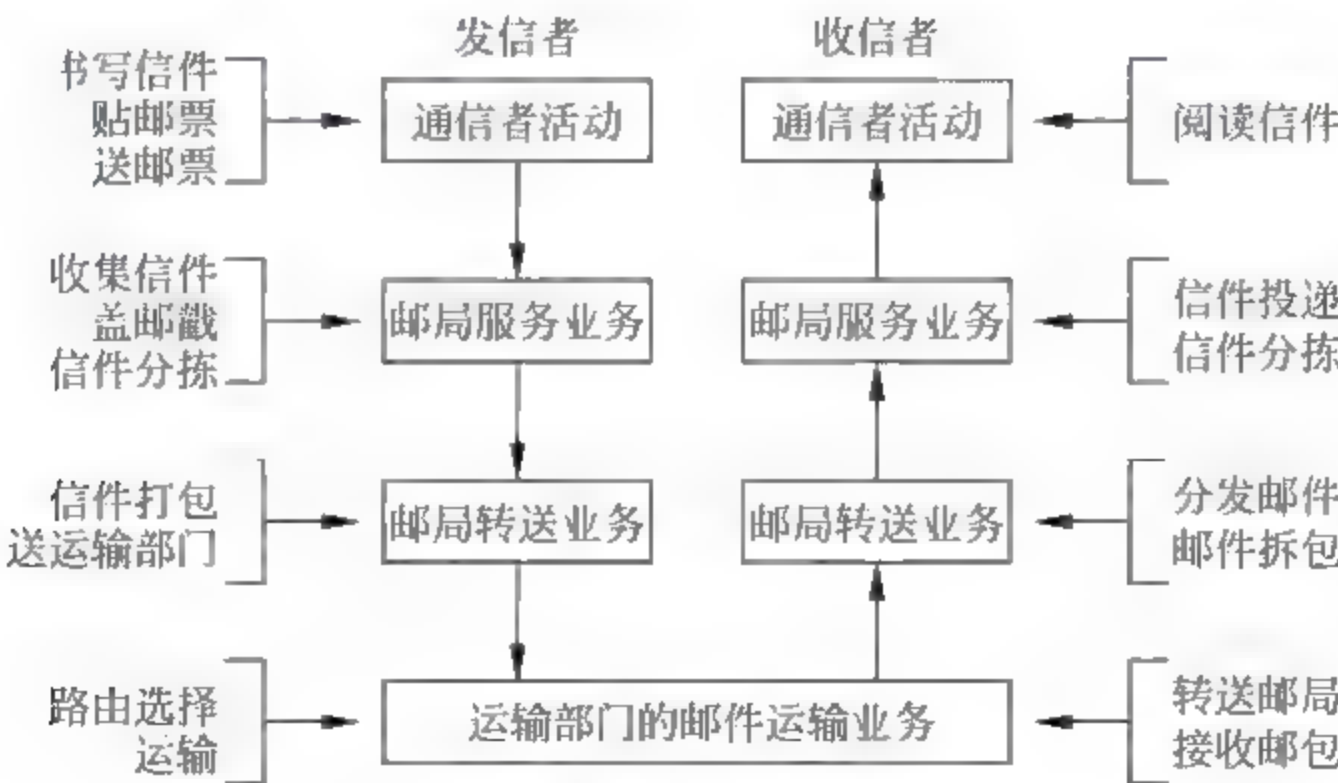 发信者
收信者
书写信件
贴邮票
送邮票
通信者活动
通信者活动
阅读信件
收集信件
盖邮戳
信件分拣
邮局服务业务
邮局服务业务
信件投递
信件分拣
信件打包
送运输部门
邮局转送业务
邮局转送业务
分发邮件
邮件拆包
路由选择
运输
运输部门的邮件运输业务
转送邮局
接收邮包